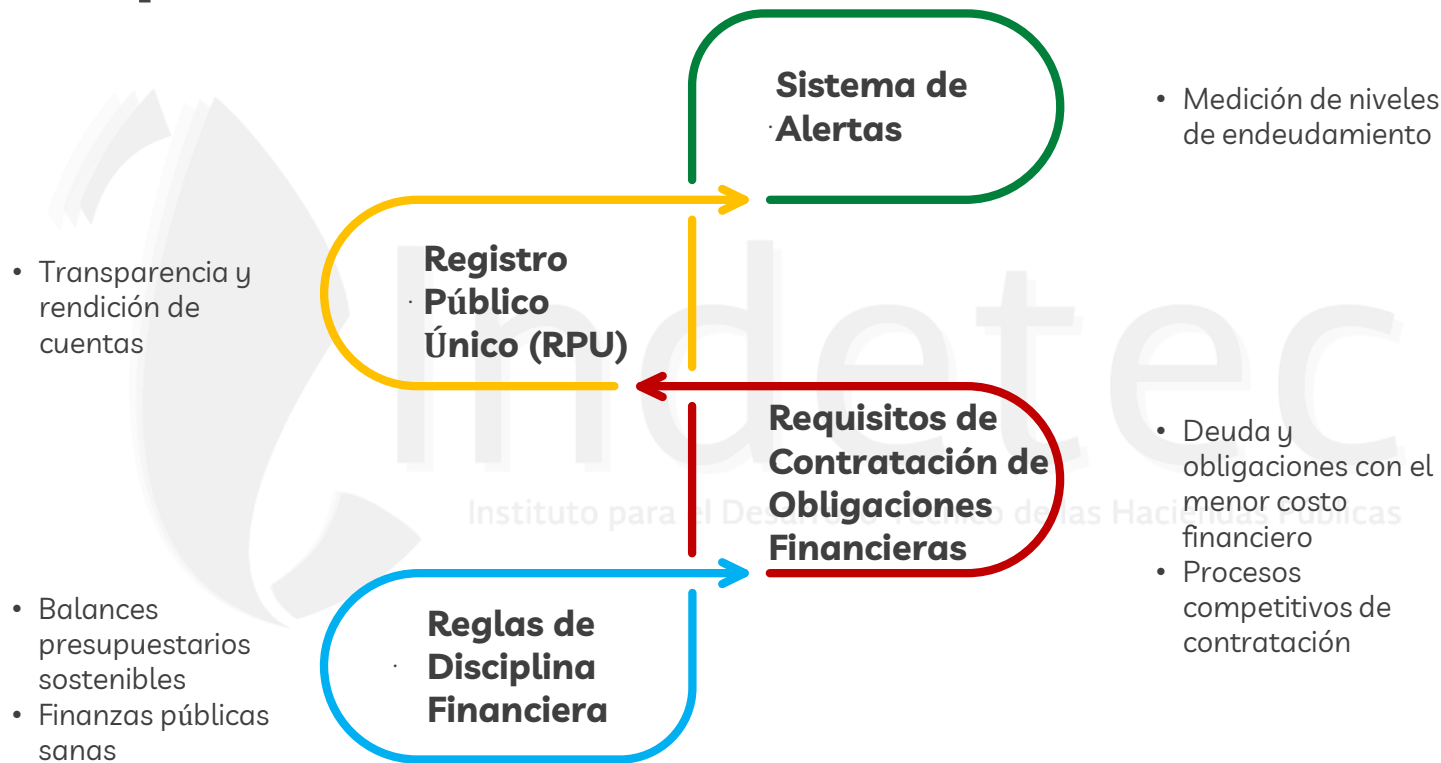 Sistema de
Alertas
• Medición de niveles
de endeudamiento
Registro
Público
Único (RPU)
• Transparencia y
rendición de
cuentas
Requisitos de
Contratación de
Obligaciones
Financieras
• Deuda y
obligaciones con el
menor costo
financiero
• Procesos
competitivos de
contratación
Reglas de
Disciplina
Financiera
• Balances
presupuestarios
sostenibles
• Finanzas públicas
sanas
Indetec
Instituto para el Desarrollo Técnico de las Haciendas Públicas